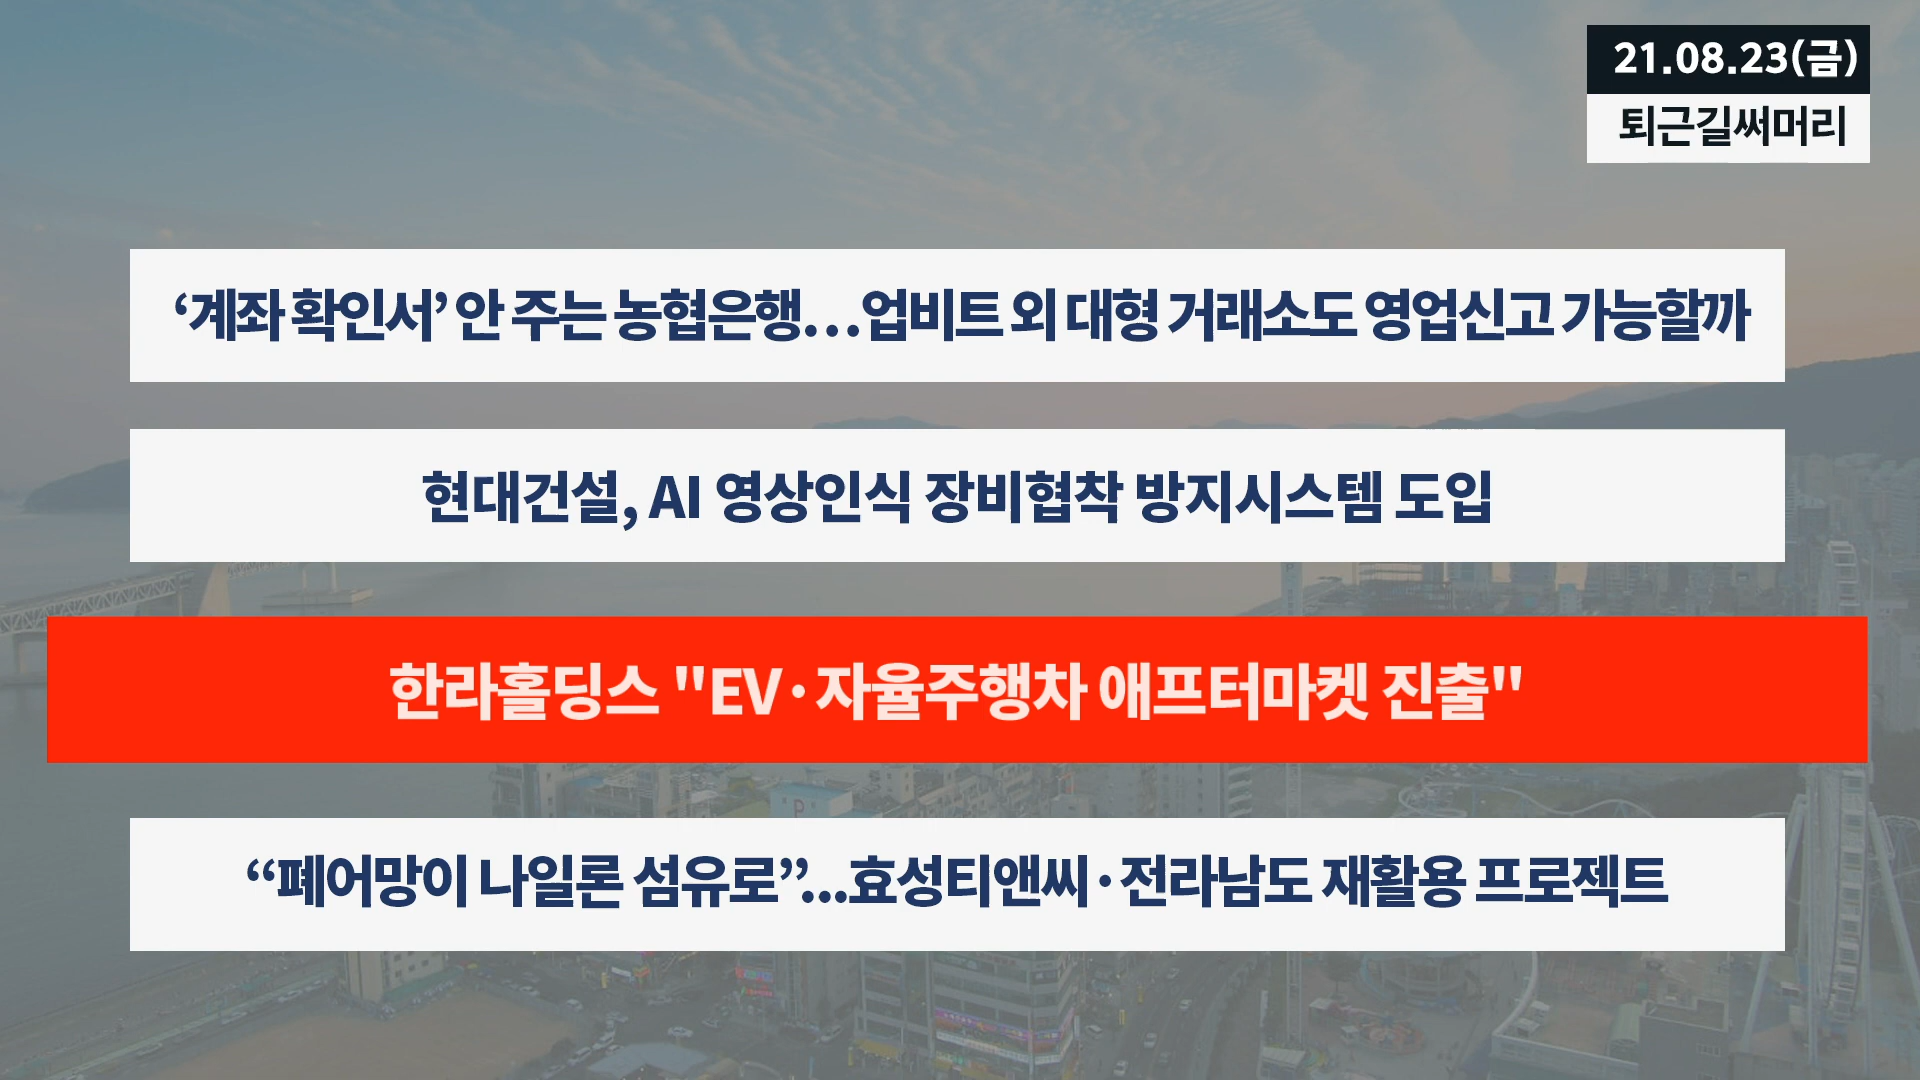 21.08.23(금)
퇴근길써머리
‘계좌 확인서’ 안 주는 농협은행…업비트 외 대형 거래소도 영업신고 가능할까
현대건설, AI 영상인식 장비협착 방지시스템 도입
한라홀딩스 "EV·자율주행차 애프터마켓 진출"
“폐어망이 나일론 섬유로”...효성티앤씨·전라남도 재활용 프로젝트